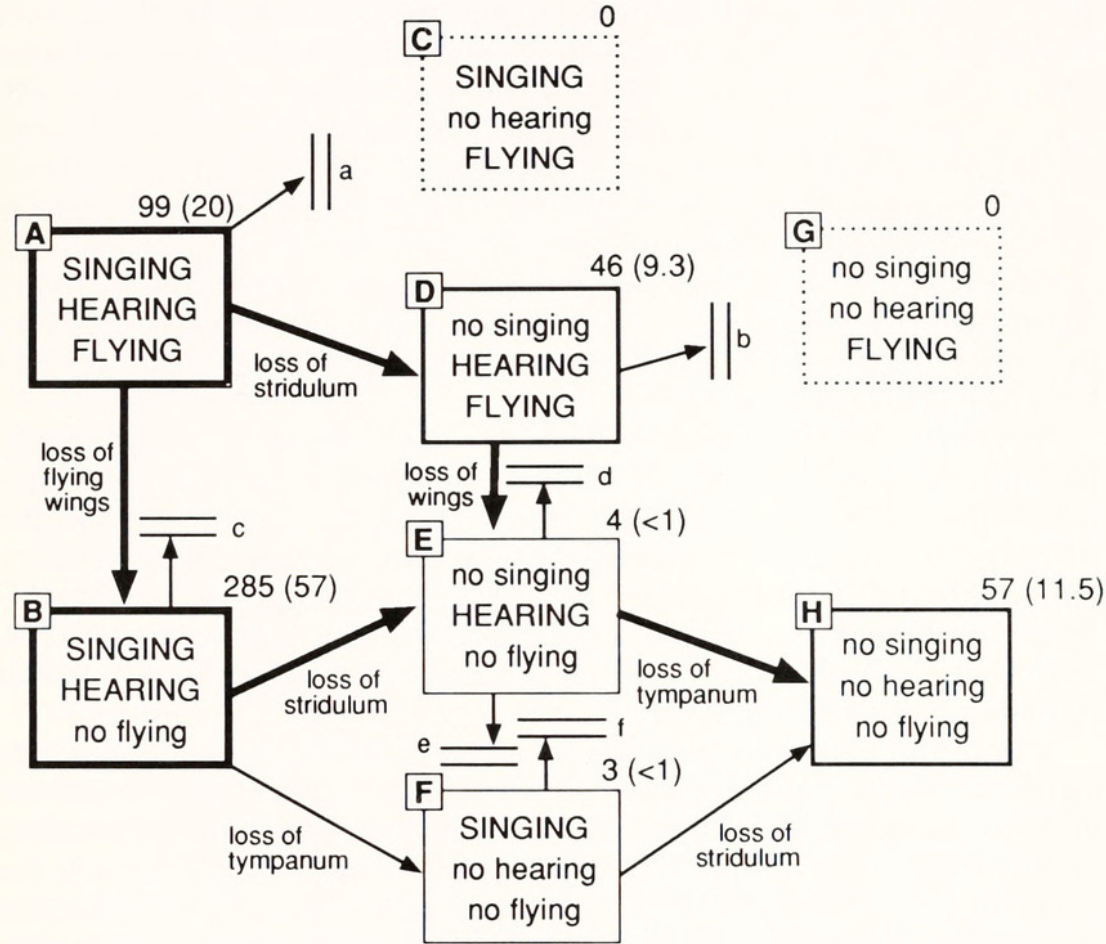 0
C
SINGING
no hearing
FLYING
a
99 (20)
A
SINGING
HEARING
FLYING
0
G
no singing
no hearing
FLYING
46 (9.3)
D
no singing
HEARING
FLYING
b
loss of
stridulum
loss of
flying
wings
loss of
wings
d
c
4 (<1)
E
no singing
HEARING
no flying
285 (57)
B
SINGING
HEARING
no flying
57 (11.5)
H
no singing
no hearing
no flying
loss of
stridulum
loss of
tympanum
e
f
3 (<1)
F
SINGING
no hearing
no flying
loss of
tympanum
loss of
stridulum